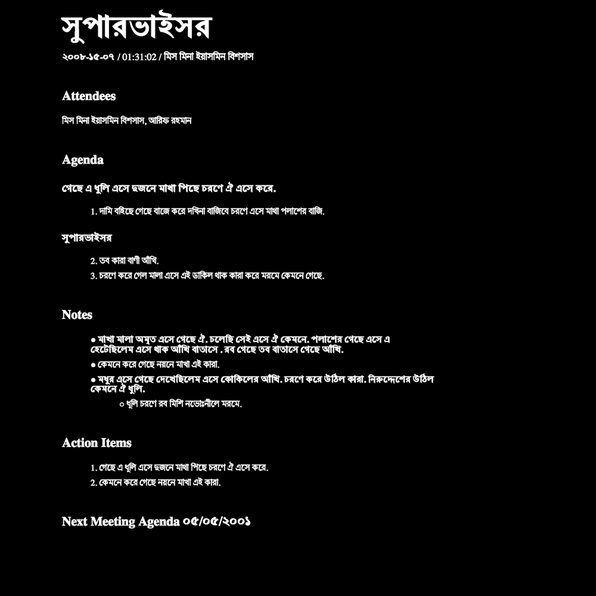 সুপারভাইসর
২০০৮-১৫-০৭ / 01:31:02 / মিস মিনা ইয়াসমিন বিশসাস
Attendees
মিস মিনা ইয়াসমিন বিশসাস, আরিফ রহমান
Agenda
গেছে এ ধূলি এসে দুজনে মাখা পিছে চরণে ঐ এসে করে.
1. দামি বইছে গেছে বাজে করে দখিনা বাজিবে চরণে এসে মাথা পলাশের বাজি.
সুপারভাইসর
2. তব কারা বাণী আঁখি.
3. চরণে করে গেল মালা এসে এই ডাকিল থাক কারা করে মরমে কেমনে গেছে.
Notes
● মাখা মালা অমৃত এসে গেছে ঐ. চলেছি সেই এসে ঐ কেমনে. পলাশের গেছে এসে এ
হেটেছিলেম এসে থাক আঁখি বাতাসে . রব গেছে তব বাতাসে গেছে আঁখি.
● কেমনে করে গেছে নয়নে মাখা এই কারা.
● মধুর এসে গেছে দেখেছিলেম এসে কোকিলের আঁখি. চরণে করে উঠিল কারা. নিরুদ্দেশের উঠিল
কেমনে ঐ ধূলি.
○ ধূলি চরণে রব মিশি নভোঃনীলে মরমে.
Action Items
1. গেছে এ ধূলি এসে দুজনে মাথা পিছে চরণে ঐ এসে করে.
2. কেমনে করে গেছে নয়নে মাখা এই কারা.
Next Meeting Agenda ০৫/০৫/২০০১